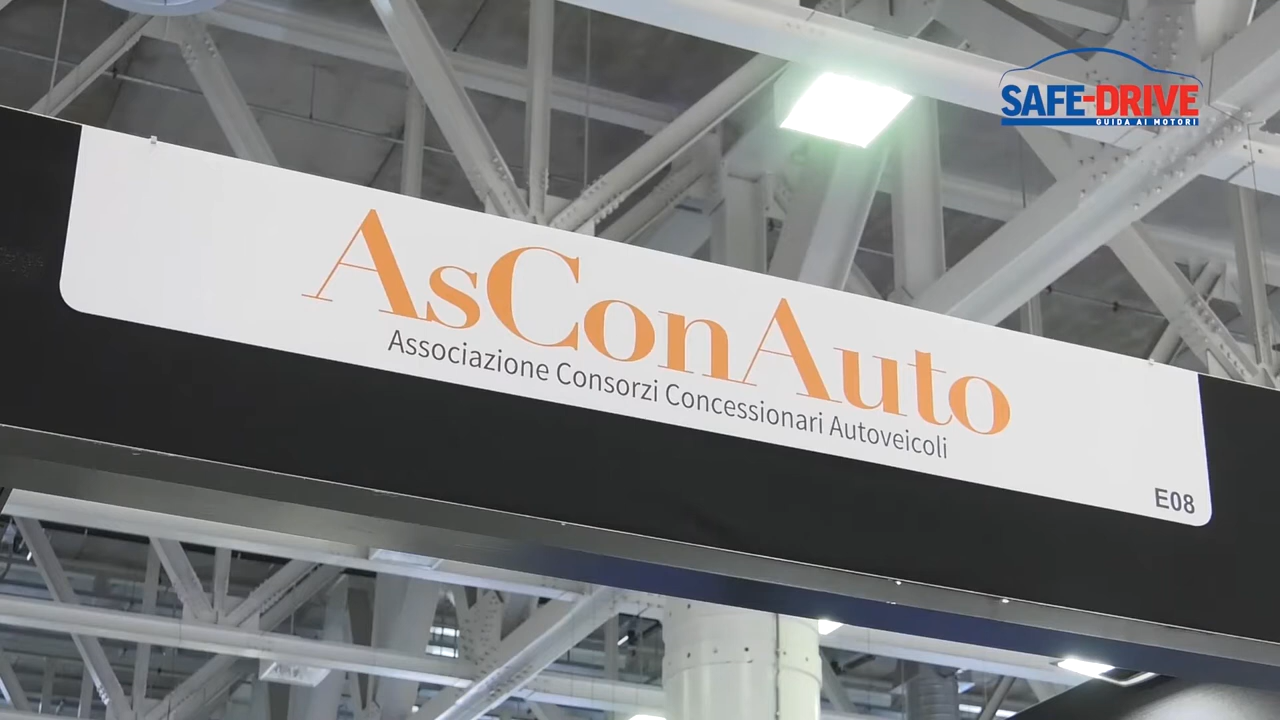 SAFE-DRIVE
GUIDA AI MOTORI
AsConAuto
Associazione Consorzi Concessionari Autoveicoli
E08